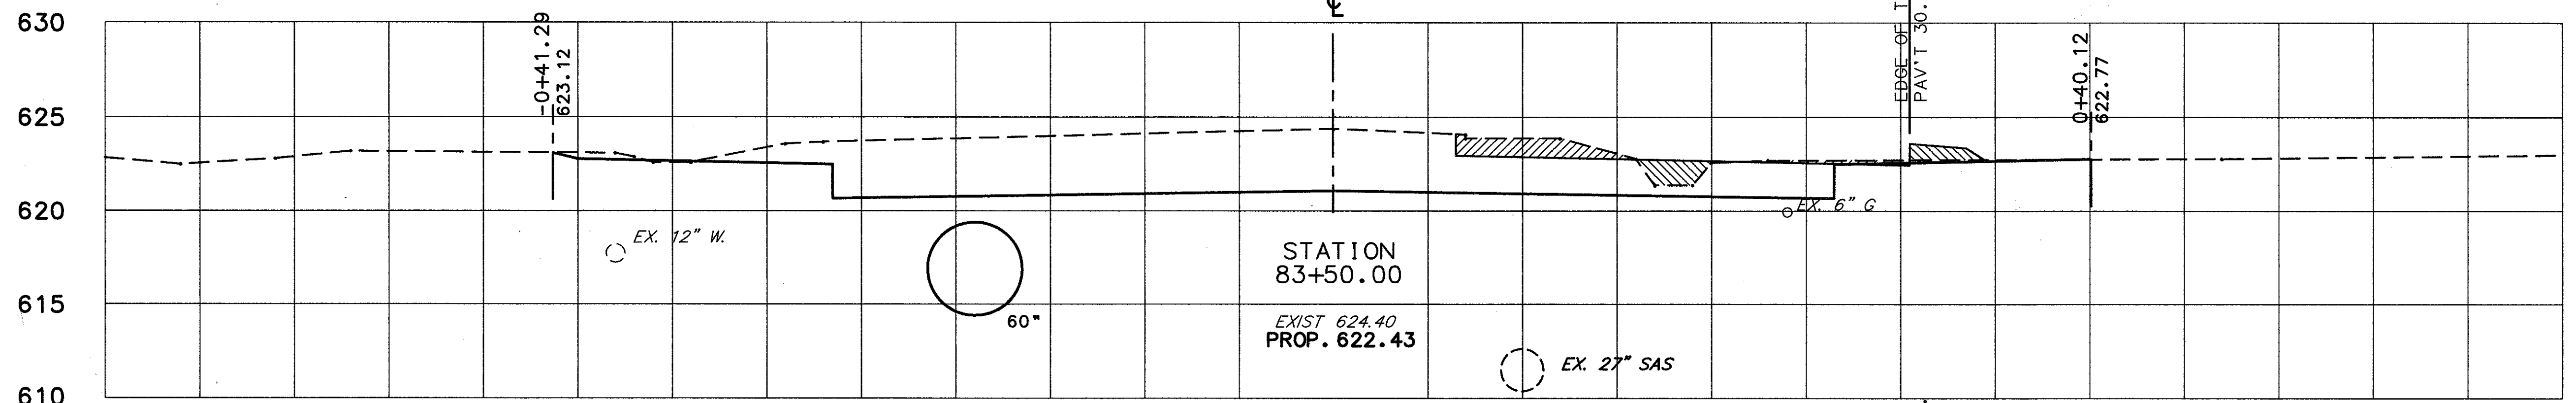 630
625
620
615
610
-0+41.29
623.12
℄
EDGE OF T
PAV'T 30.
0+40.12
622.77
EX. 12" W.
60"
STATION
83+50.00
EXIST 624.40
PROP. 622.43
EX. 6" G
EX. 27" SAS